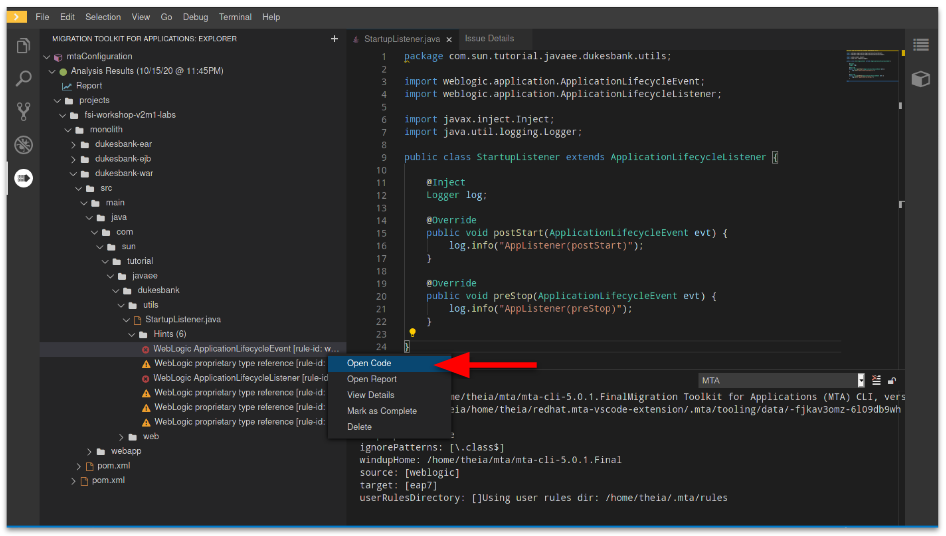 File Edit Selection View Go Debug Terminal Help
MIGRATION TOOLKIT FOR APPLICATIONS: EXPLORER
mtaConfiguration
Analysis Results (10/15/20 @ 11:45PM)
Report
projects
fsi-workshop-v2m1-labs
monolith
dukesbank-ear
dukesbank-ejb
dukesbank-war
src
main
java
com
sun
tutorial
javaee
dukesbank
utils
StartupListener.java
Hints (6)
WebLogic ApplicationLifecycleEvent [rule-id: w...
WebLogic proprietary type reference [rule-id:
WebLogic ApplicationLifecycleListener [rule-id
WebLogic proprietary type reference [rule-id:
WebLogic proprietary type reference [rule-id:
WebLogic proprietary type reference [rule-id:
web
webapp
pom.xml
pom.xml
StartupListener.java × Issue Details
1 package com.sun.tutorial.javaee.dukesbank.utils;
2
3 import weblogic.application.ApplicationLifecycleEvent;
4 import weblogic.application.ApplicationLifecycleListener;
5
6 import javax.inject.Inject;
7 import java.util.logging.Logger;
8
9 public class StartupListener extends ApplicationLifecycleListener {
10
11 @Inject
12 Logger log;
13
14 @Override
15 public void postStart(ApplicationLifecycleEvent evt) {
16 log.info("AppListener(postStart)");
17 }
18
19 @Override
20 public void preStop(ApplicationLifecycleEvent evt) {
21 log.info("AppListener(preStop)");
22 }
23
24 }
Open Code
Open Report
View Details
Mark as Complete
Delete
MTA
me/theia/mta/mta-cli-5.0.1.FinalMigration Toolkit for Applications (MTA) CLI, vers
eia/home/theia/redhat.mta-vscode-extension/.mta/tooling/data/-fjkav3omz-6l09db9wh
ignorePatterns: [\.class$]
windupHome: /home/theia/mta/mta-cli-5.0.1.Final
source: [weblogic]
target: [eap7]
userRulesDirectory: []Using user rules dir: /home/theia/.mta/rules